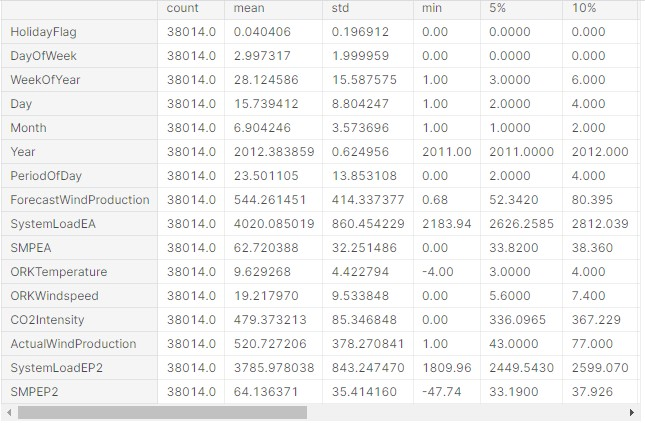 count mean std min 5% 10%
HolidayFlag 38014.0 0.040406 0.196912 0.00 0.0000 0.000
DayOfWeek 38014.0 2.997317 1.999959 0.00 0.0000 0.000
WeekOfYear 38014.0 28.124586 15.587575 1.00 3.0000 6.000
Day 38014.0 15.739412 8.804247 1.00 2.0000 4.000
Month 38014.0 6.904246 3.573696 1.00 1.0000 2.000
Year 38014.0 2012.383859 0.624956 2011.00 2011.0000 2012.000
PeriodOfDay 38014.0 23.501105 13.853108 0.00 2.0000 4.000
ForecastWindProduction 38014.0 544.261451 414.337377 0.68 52.3420 80.395
SystemLoadEA 38014.0 4020.085019 860.454229 2183.94 2626.2585 2812.039
SMPEA 38014.0 62.720388 32.251486 0.00 33.8200 38.360
ORKTemperature 38014.0 9.629268 4.422794 -4.00 3.0000 4.000
ORKWindspeed 38014.0 19.217970 9.533848 0.00 5.6000 7.400
CO2Intensity 38014.0 479.373213 85.346848 0.00 336.0965 367.229
ActualWindProduction 38014.0 520.727206 378.270841 1.00 43.0000 77.000
SystemLoadEP2 38014.0 3785.978038 843.247470 1809.96 2449.5430 2599.070
SMPEP2 38014.0 64.136371 35.414160 -47.74 33.1900 37.926